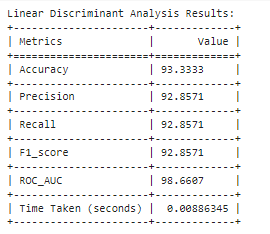 Linear Discriminant Analysis Results:
+---------------------+-------------+
| Metrics             |       Value |
+=====================+=============+
| Accuracy            | 93.3333     |
+---------------------+-------------+
| Precision           | 92.8571     |
+---------------------+-------------+
| Recall              | 92.8571     |
+---------------------+-------------+
| F1_score            | 92.8571     |
+---------------------+-------------+
| ROC_AUC             | 98.6607     |
+---------------------+-------------+
| Time Taken (seconds) |  0.00886345 |
+---------------------+-------------+